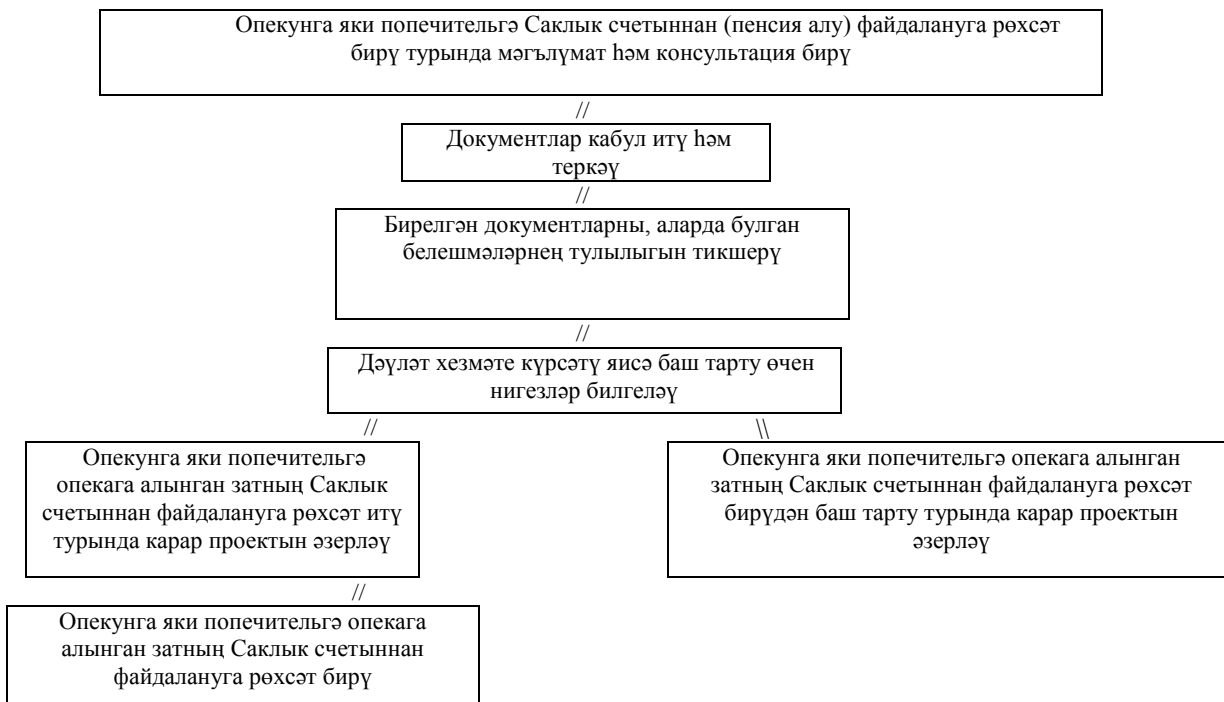 Опекунга яки попечительгә Саклык счетыннан (пенсия алу) файдалануга рөхсәт
бирү турында мәгълүмат һәм консультация бирү
//
Документлар кабул итү һәм
теркәү
//
Бирелгән документларны, аларда булган
белешмәләрнең тулылыгын тикшерү
//
Дәүләт хезмәте күрсәтү яисә баш тарту өчен
нигезләр билгеләү
//
\\
Опекунга яки попечительгә
опекага алынган затның Саклык
счетыннан файдалануга рөхсәт итү
турында карар проектын әзерләү
Опекунга яки попечительгә опекага алынган
затның Саклык счетыннан файдалануга рөхсәт
бирүдән баш тарту турында карар проектын
әзерләү
//
Опекунга яки попечительгә опекага
алынган затның Саклык счетыннан
файдалануга рөхсәт бирү